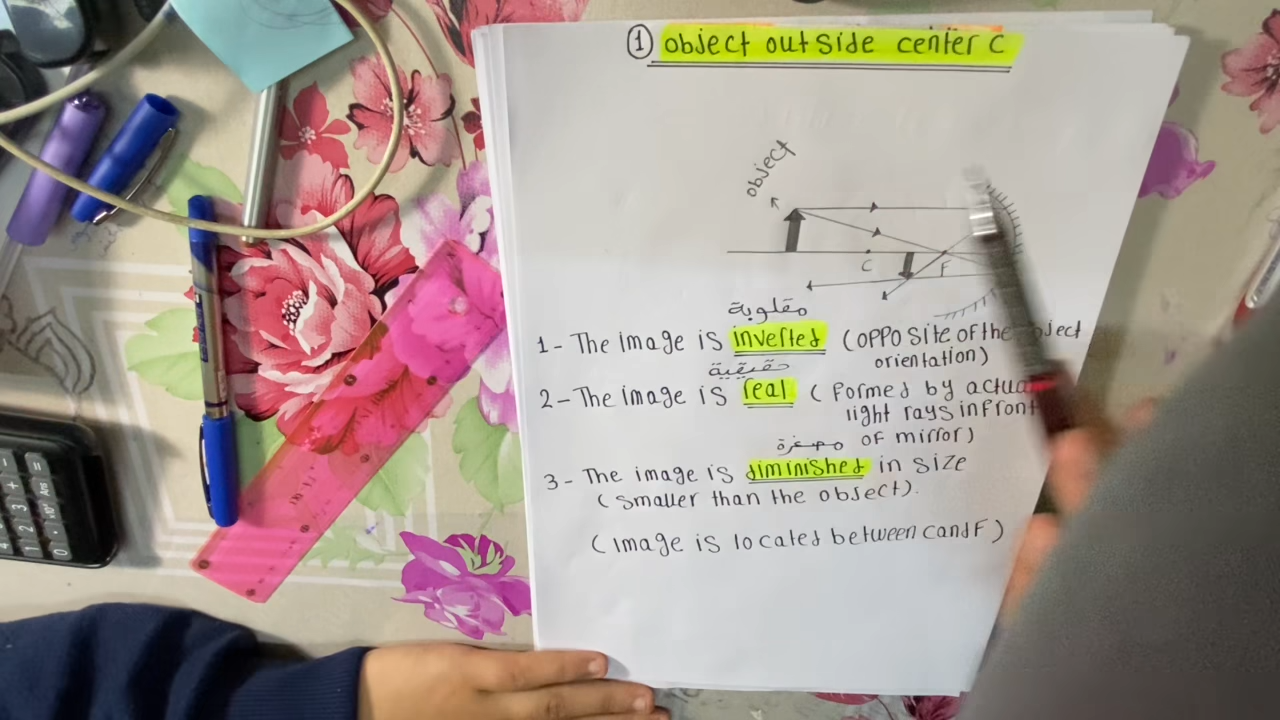 ① object outside center C
object
C
F
مقلوبة
1- The image is inverted (opposite of the object
orientation)
حقيقية
2- The image is real (formed by actual
light rays in front
of mirror)
مصغرة
3- The image is diminished in size
(smaller than the object).
(image is located between c and F)